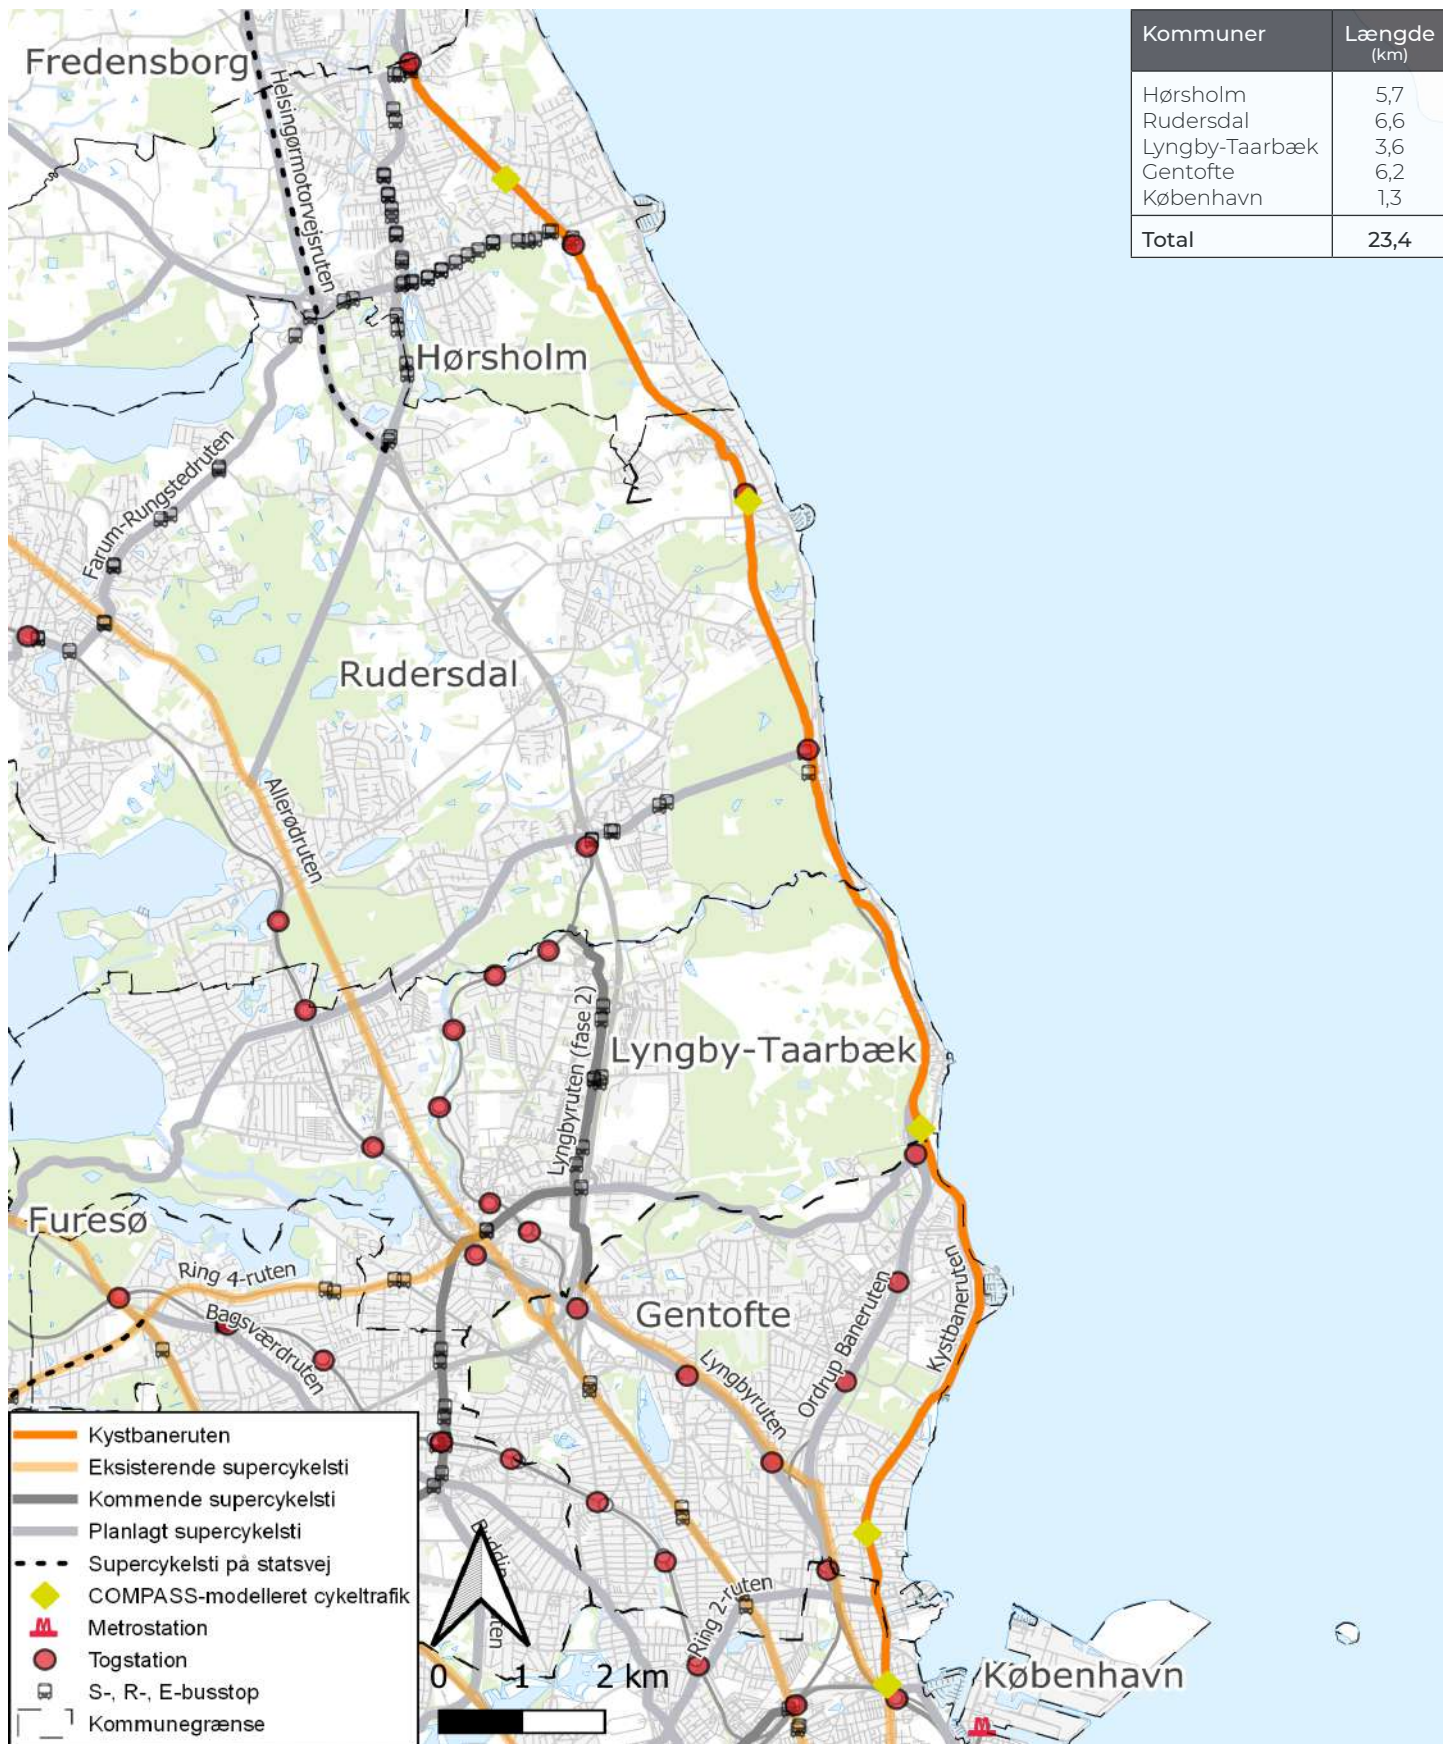 Kommuner Længde
(km)
Hørsholm 5,7
Rudersdal 6,6
Lyngby-Taarbæk 3,6
Gentofte 6,2
København 1,3
Total 23,4
Fredensborg
Helsingørmotorvejsruten
Hørsholm
Farum-Rungstedruten
Rudersdal
Allerødruten
Lyngbyruten (fase 2)
Lyngby-Taarbæk
Furesø
Ring 4-ruten
Bagsværdruten
Gentofte
Lyngbyruten
Ordrup Baneruten
Kystbaneruten
Ring 2-ruten
København
Kystbaneruten
Eksisterende supercykelsti
Kommende supercykelsti
Planlagt supercykelsti
Supercykelsti på statsvej
COMPASS-modelleret cykeltrafik
M Metrostation
Togstation
S-, R-, E-busstop
Kommunegrænse
0 1 2 km
M